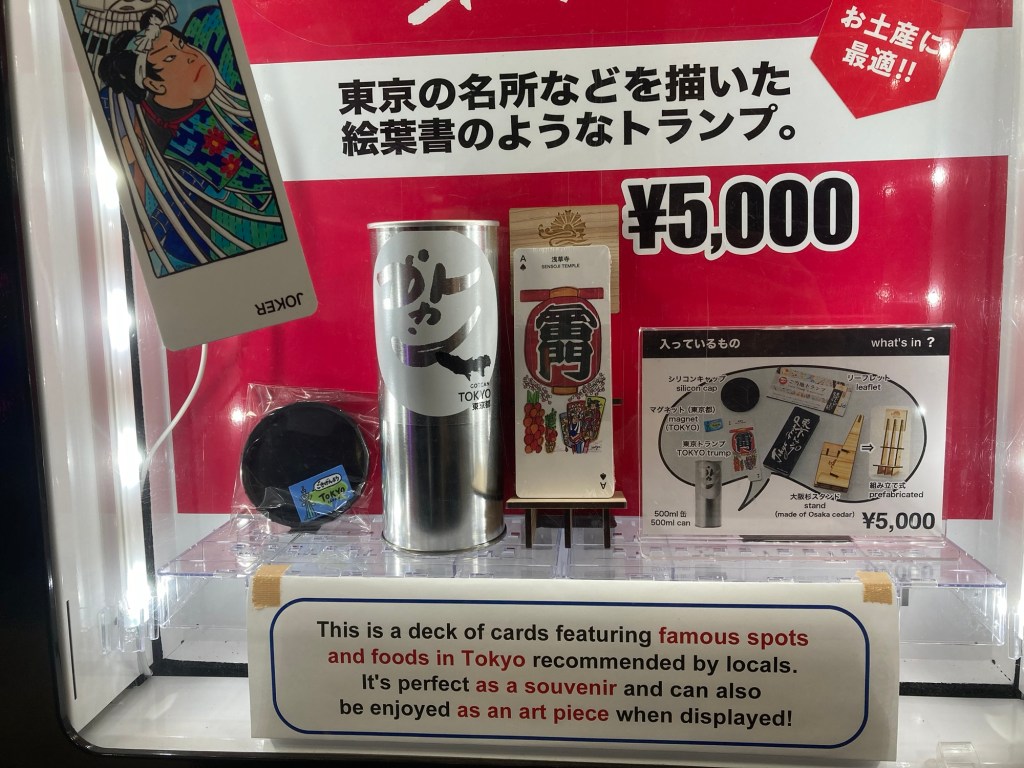 お土産に
最適!!
東京の名所などを描いた
絵葉書のようなトランプ。
¥5,000
JOKER
A
浅草寺
SENSOJI TEMPLE
雷門
A
かんかん
GOTCAN
TOKYO
東京都
TOKYO
入っているもの what's in ?
シリコンキャップ
silicon cap
リーフレット
leaflet
マグネット(東京都)
magnet
(TOKYO)
東京トランプ
TOKYO trump
組み立て式
prefabricated
大阪杉スタンド
stand
(made of Osaka cedar)
500ml 缶
500ml can
¥5,000
This is a deck of cards featuring famous spots
and foods in Tokyo recommended by locals.
It's perfect as a souvenir and can also
be enjoyed as an art piece when displayed!